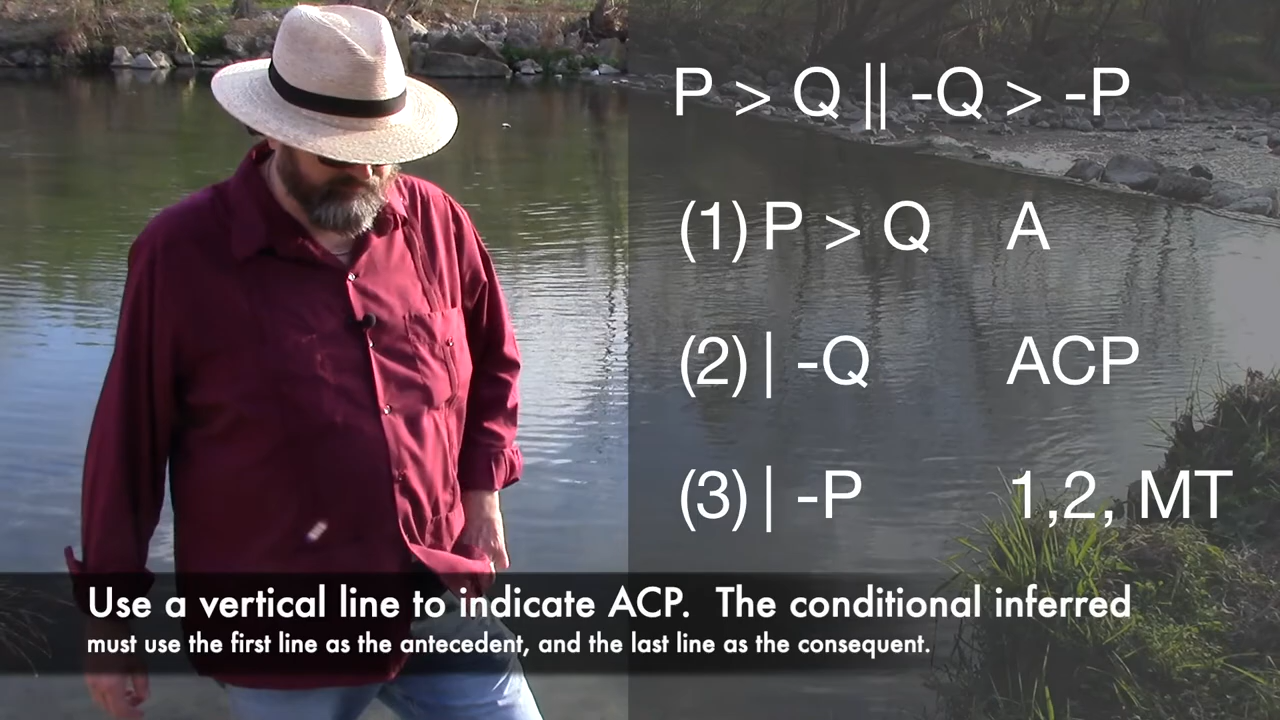 P > Q || -Q > -P
(1) P > Q A
(2) | -Q ACP
(3) | -P 1,2, MT
Use a vertical line to indicate ACP. The conditional inferred
must use the first line as the antecedent, and the last line as the consequent.